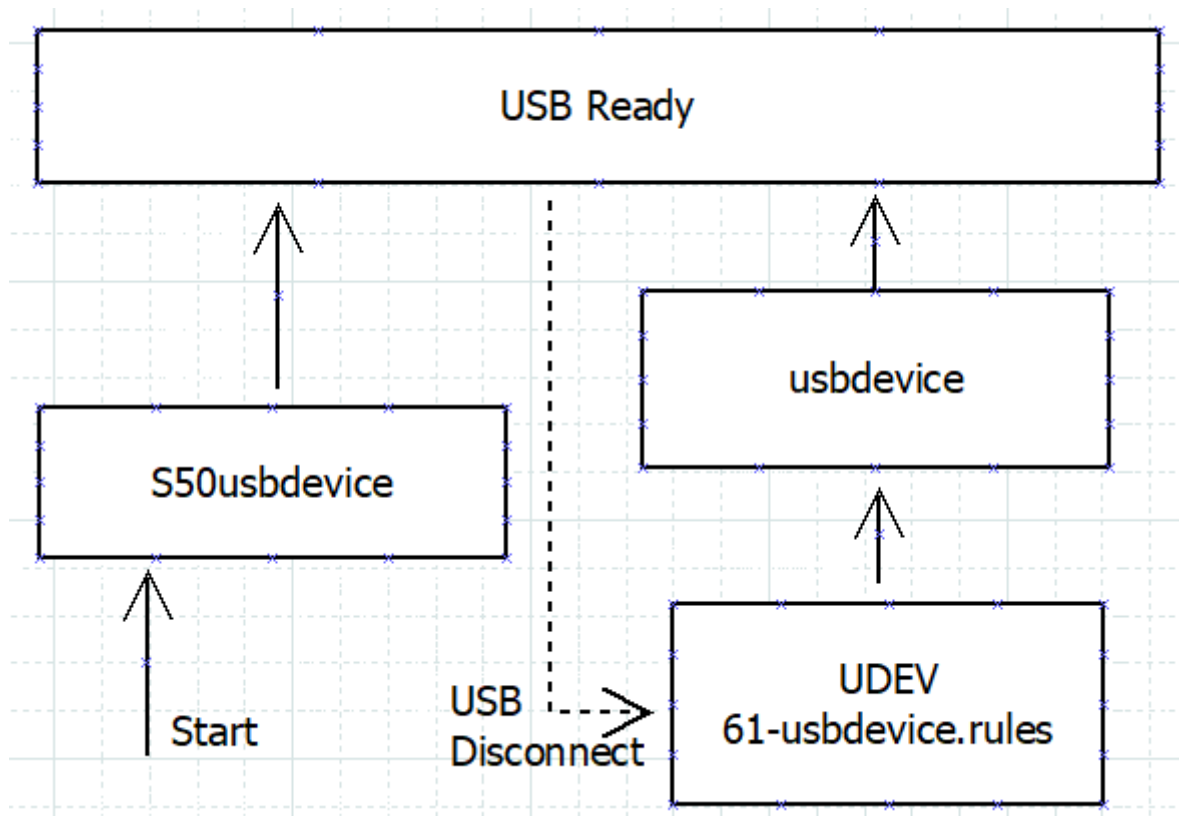 USB Ready
usbdevice
S50usbdevice
Start
USB
Disconnect
UDEV
61-usbdevice.rules